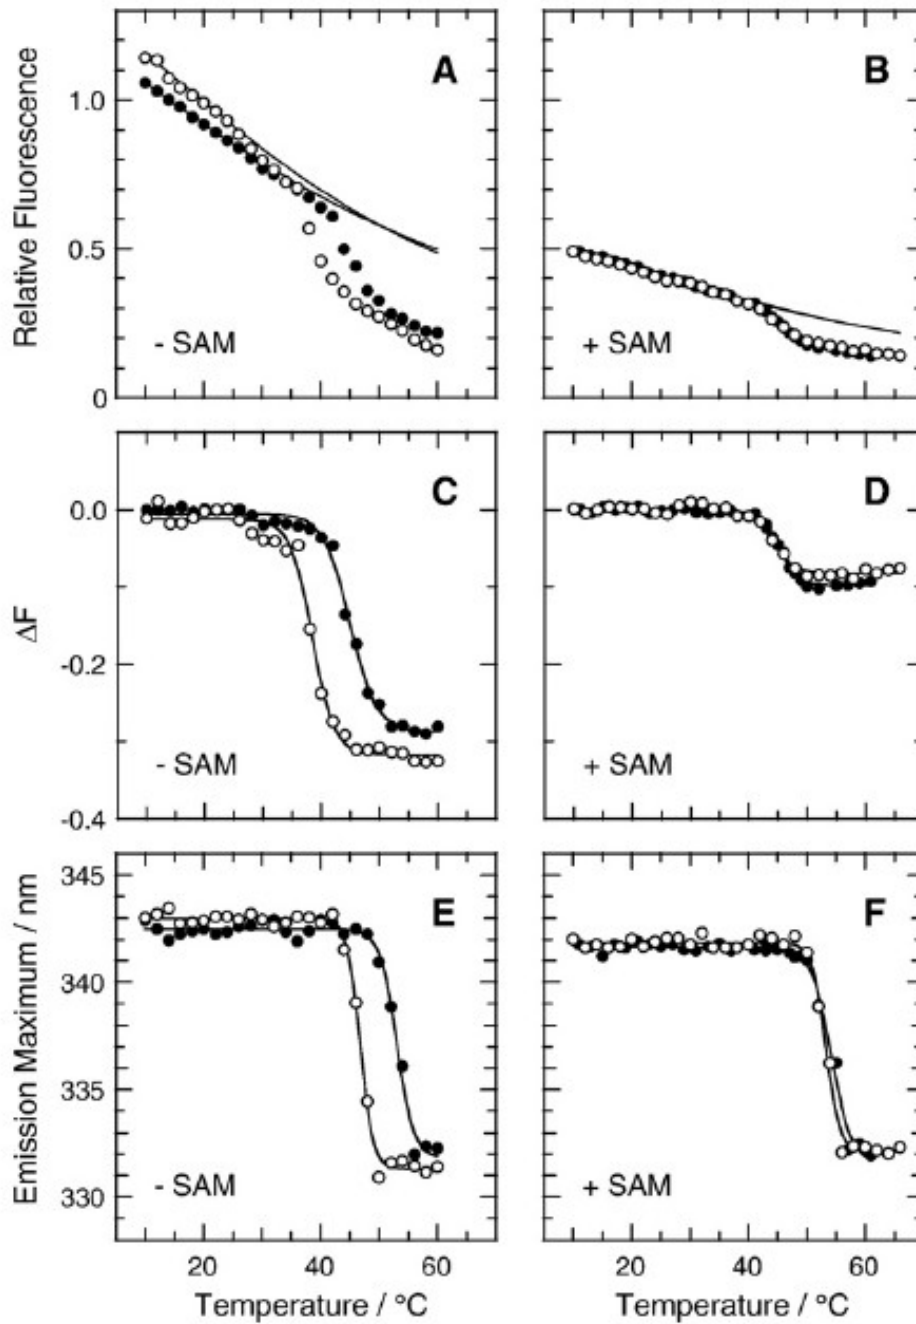 A
B
Relative Fluorescence
1.0
0.5
0
- SAM
+ SAM
C
D
ΔF
0.0
-0.2
-0.4
- SAM
+ SAM
E
F
Emission Maximum / nm
345
340
335
330
- SAM
+ SAM
20 40 60
20 40 60
Temperature / °C
Temperature / °C